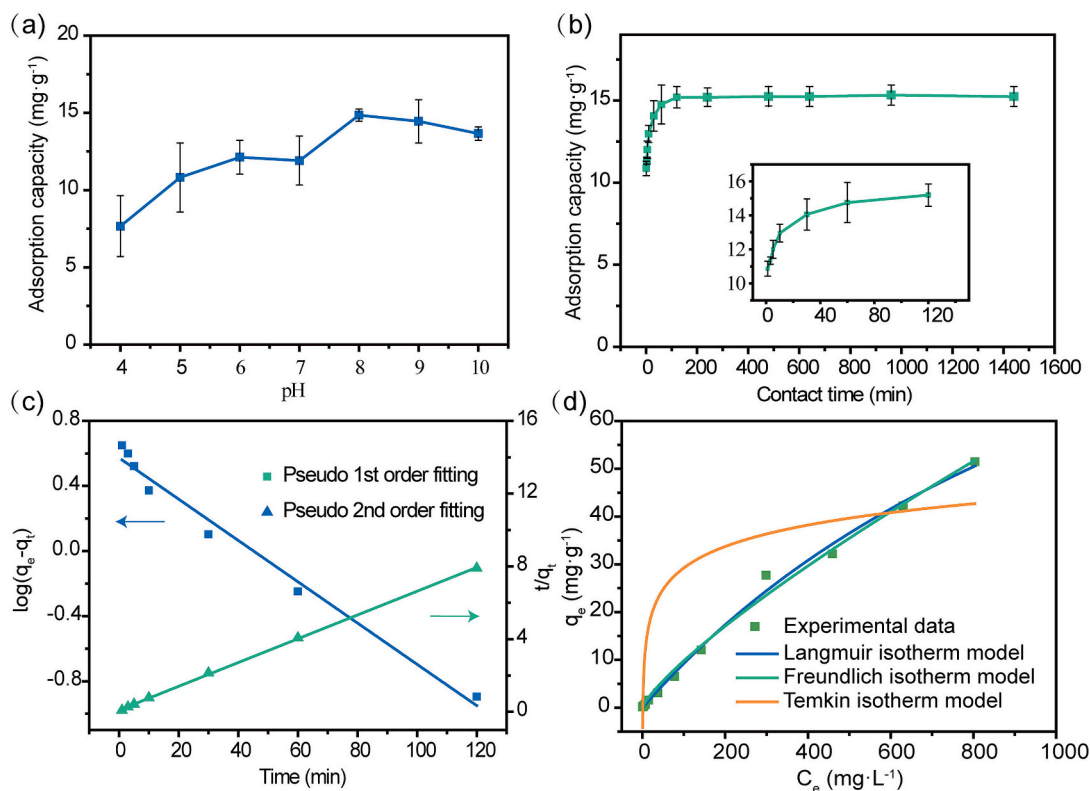 (a)
Adsorption capacity (mg·g⁻¹)
20
15
10
5
0
4 5 6 7 8 9 10
pH
(b)
Adsorption capacity (mg·g⁻¹)
15
10
5
0
0 200 400 600 800 1000 1200 1400 1600
Contact time (min)
16
14
12
10
0 40 80 120
(c)
log(qₑ-qₜ)
0.8
0.4
0.0
-0.4
-0.8
Pseudo 1st order fitting
Pseudo 2nd order fitting
0 20 40 60 80 100 120
Time (min)
16
12
8
4
0
t/qₜ
(d)
qₑ (mg·g⁻¹)
60
50
40
30
20
10
0
Experimental data
Langmuir isotherm model
Freundlich isotherm model
Temkin isotherm model
0 200 400 600 800 1000
Cₑ (mg·L⁻¹)